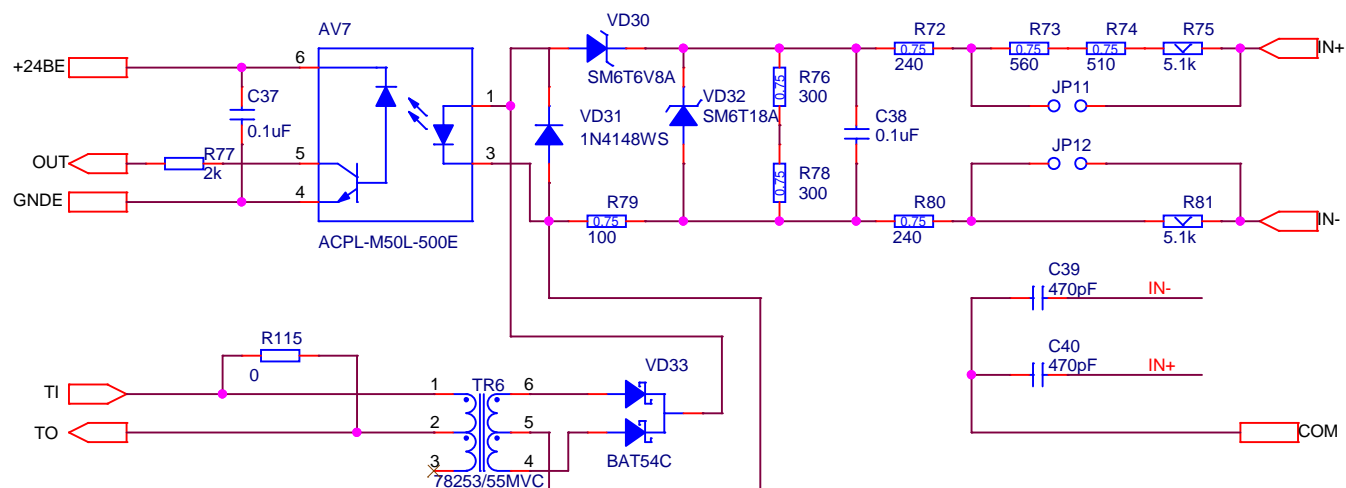 AV7
+24BE
6
C37
0.1uF
1
OUT
R77
2k
5
3
GNDE
4
ACPL-M50L-500E
VD30
SM6T6V8A
VD31
1N4148WS
VD32
SM6T18A
R76
0.75
300
R78
0.75
300
C38
0.1uF
R79
0.75
100
R72
0.75
240
R73
0.75
560
R74
0.75
510
R75
5.1k
IN+
JP11
JP12
R80
0.75
240
R81
5.1k
IN-
C39
470pF
IN-
C40
470pF
IN+
COM
R115
0
TI
TO
1
2
3
TR6
6
5
4
78253/55MVC
VD33
BAT54C